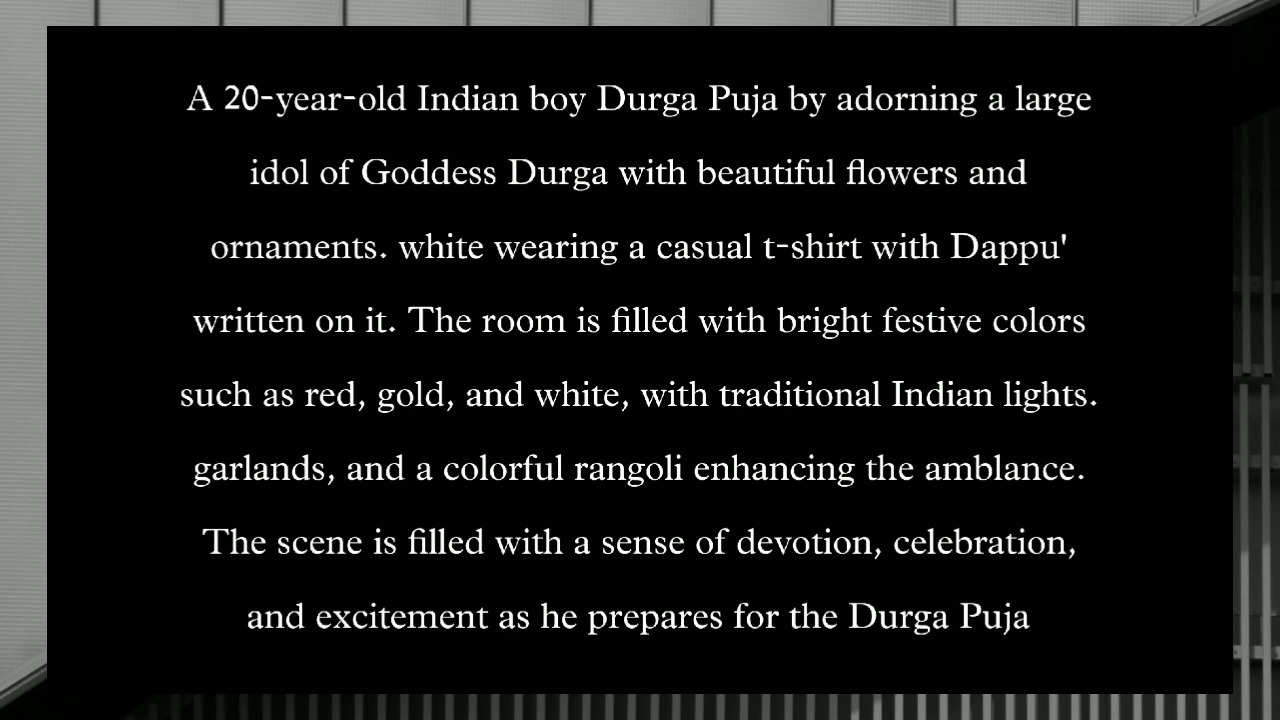 A 20-year-old Indian boy Durga Puja by adorning a large
idol of Goddess Durga with beautiful flowers and
ornaments. white wearing a casual t-shirt with Dappu'
written on it. The room is filled with bright festive colors
such as red, gold, and white, with traditional Indian lights.
garlands, and a colorful rangoli enhancing the amblance.
The scene is filled with a sense of devotion, celebration,
and excitement as he prepares for the Durga Puja